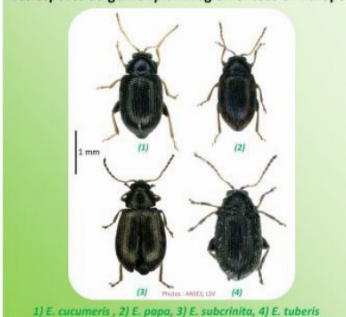 (1)
(2)
1 mm
(3)
Photos : ANSES, LSV
(4)
1) E. cucumeris , 2) E. papa, 3) E. subcrinita, 4) E. tuberis